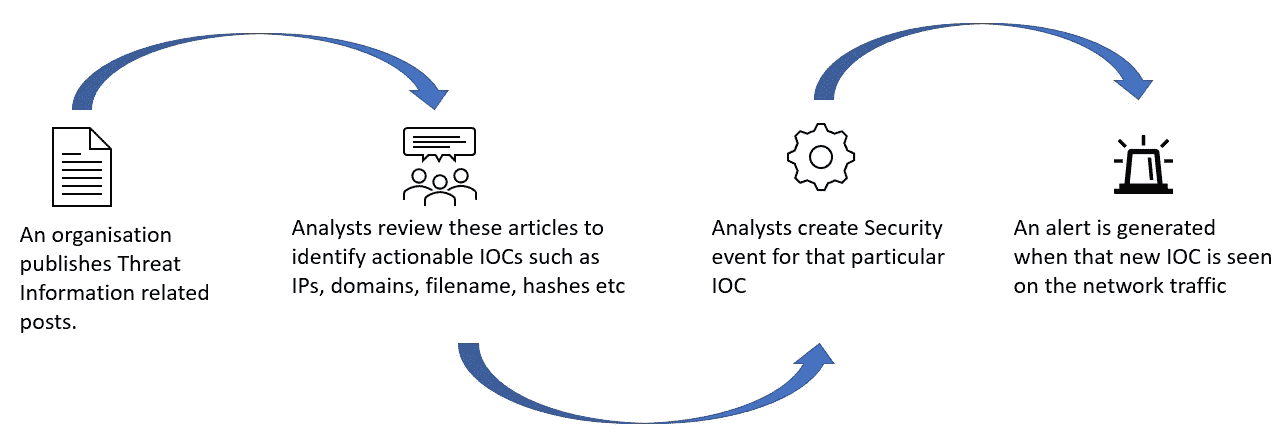 An organisation
publishes Threat
Information related
posts.
Analysts review these articles to
identify actionable IOCs such as
IPs, domains, filename, hashes etc
Analysts create Security
event for that particular
IOC
An alert is generated
when that new IOC is seen
on the network traffic